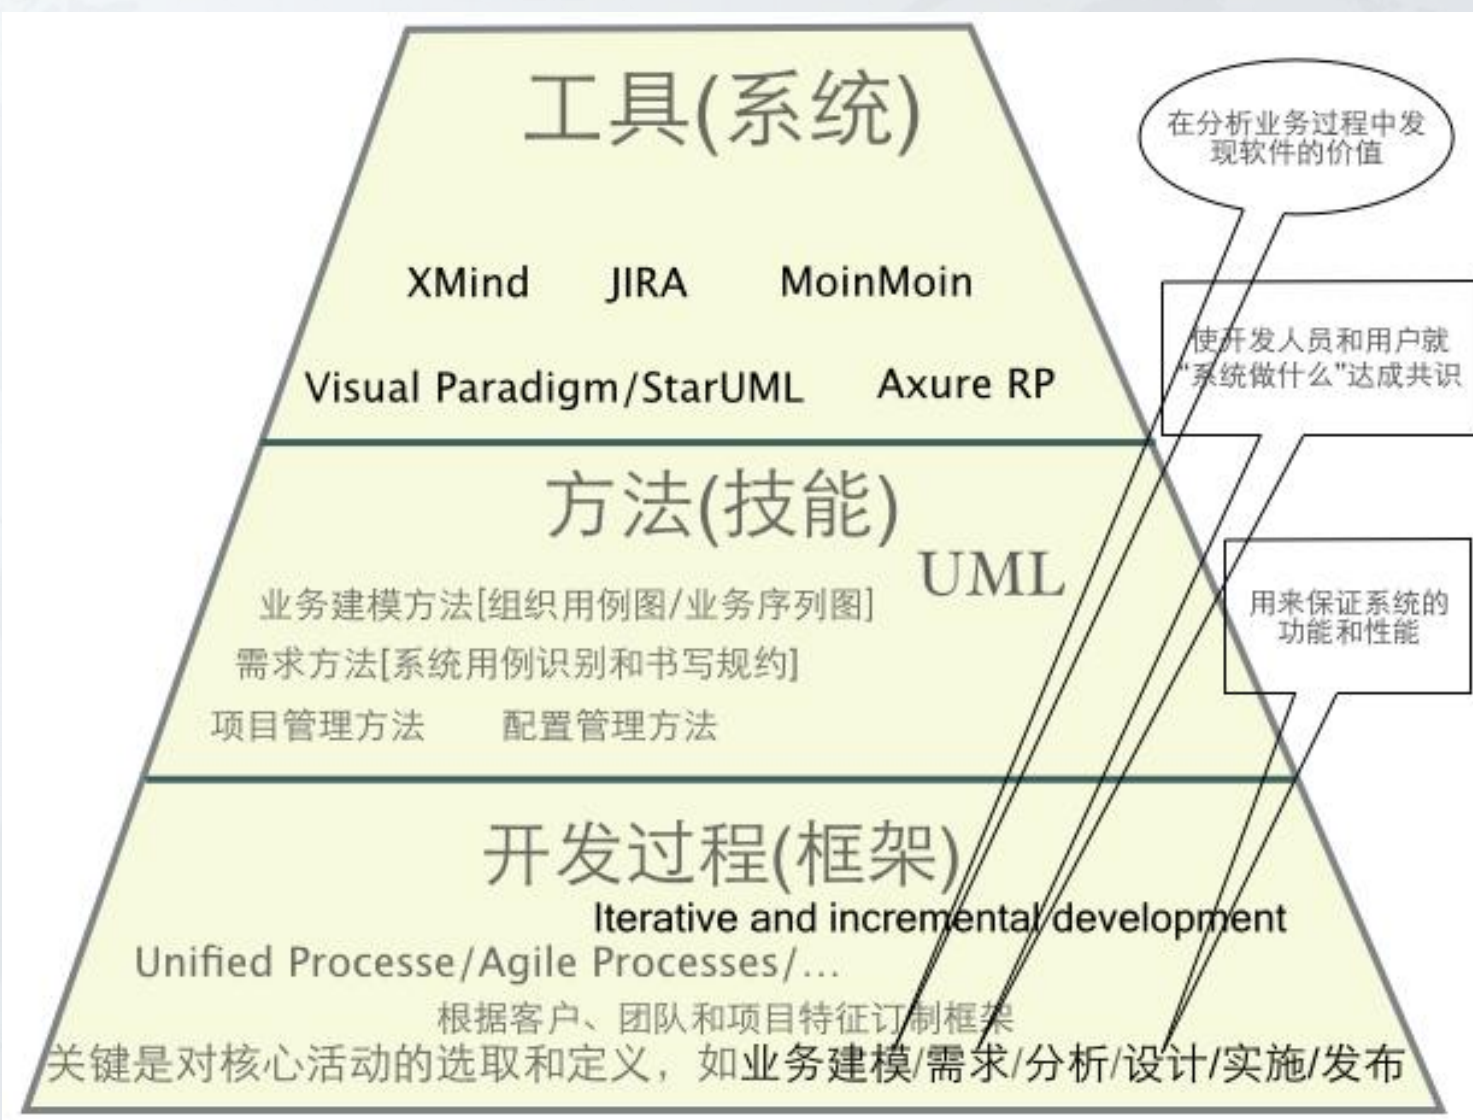 工具(系统)
在分析业务过程中发
现软件的价值
XMind JIRA MoinMoin
使开发人员和用户就
“系统做什么”达成共识
Visual Paradigm/StarUML Axure RP
方法(技能)
UML
业务建模方法[组织用例图/业务序列图]
用来保证系统的
功能和性能
需求方法[系统用例识别和书写规约]
项目管理方法 配置管理方法
开发过程(框架)
Iterative and incremental development
Unified Processe/Agile Processes/...
根据客户、团队和项目特征订制框架
关键是对核心活动的选取和定义，如业务建模/需求/分析/设计/实施/发布